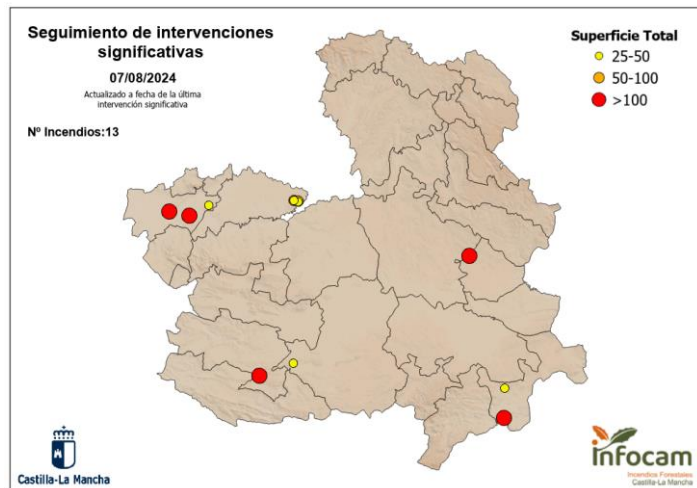 Seguimiento de intervenciones
significativas
07/08/2024
Actualizado a fecha de la última
intervención significativa
Nº Incendios:13
Superficie Total
25-50
50-100
>100
Castilla-La Mancha
infocam
Incendios Forestales
Castilla-La Mancha